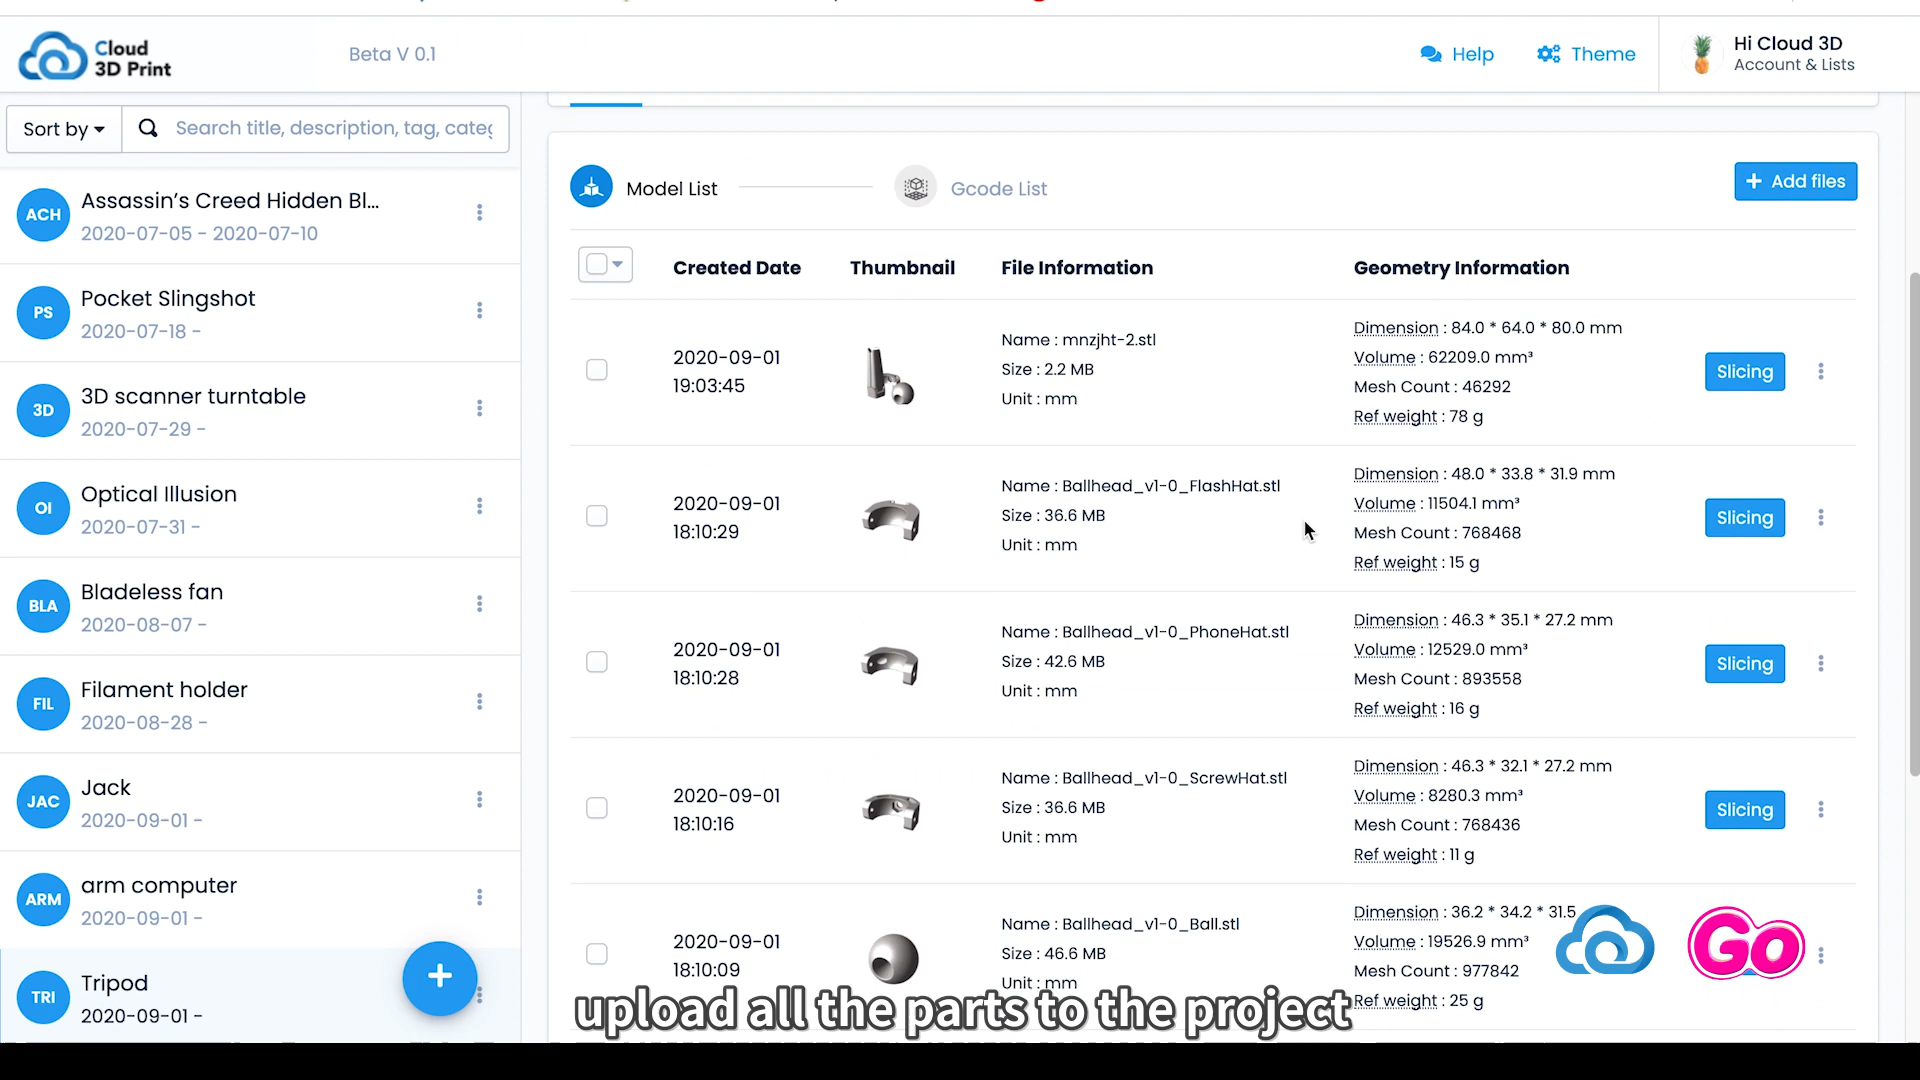 Cloud
3D Print
Beta V 0.1
Help
Theme
Hi Cloud 3D
Account & Lists
Sort by
Search title, description, tag, categ
ACH
Assassin's Creed Hidden Bl...
2020-07-05 - 2020-07-10
PS
Pocket Slingshot
2020-07-18 -
3D
3D scanner turntable
2020-07-29 -
OI
Optical Illusion
2020-07-31 -
BLA
Bladeless fan
2020-08-07 -
FIL
Filament holder
2020-08-28 -
JAC
Jack
2020-09-01 -
ARM
arm computer
2020-09-01 -
TRI
Tripod
2020-09-01 -
+
Model List
Gcode List
+ Add files
Created Date
Thumbnail
File Information
Geometry Information
2020-09-01
19:03:45
Name : mnzjht-2.stl
Size : 2.2 MB
Unit : mm
Dimension : 84.0 * 64.0 * 80.0 mm
Volume : 62209.0 mm³
Mesh Count : 46292
Ref weight : 78 g
Slicing
2020-09-01
18:10:29
Name : Ballhead_v1-0_FlashHat.stl
Size : 36.6 MB
Unit : mm
Dimension : 48.0 * 33.8 * 31.9 mm
Volume : 11504.1 mm³
Mesh Count : 768468
Ref weight : 15 g
Slicing
2020-09-01
18:10:28
Name : Ballhead_v1-0_PhoneHat.stl
Size : 42.6 MB
Unit : mm
Dimension : 46.3 * 35.1 * 27.2 mm
Volume : 12529.0 mm³
Mesh Count : 893558
Ref weight : 16 g
Slicing
2020-09-01
18:10:16
Name : Ballhead_v1-0_ScrewHat.stl
Size : 36.6 MB
Unit : mm
Dimension : 46.3 * 32.1 * 27.2 mm
Volume : 8280.3 mm³
Mesh Count : 768436
Ref weight : 11 g
Slicing
2020-09-01
18:10:09
Name : Ballhead_v1-0_Ball.stl
Size : 46.6 MB
Unit : mm
Dimension : 36.2 * 34.2 * 31.5
Volume : 19526.9 mm³
Mesh Count : 977842
Ref weight : 25 g
Go
upload all the parts to the project